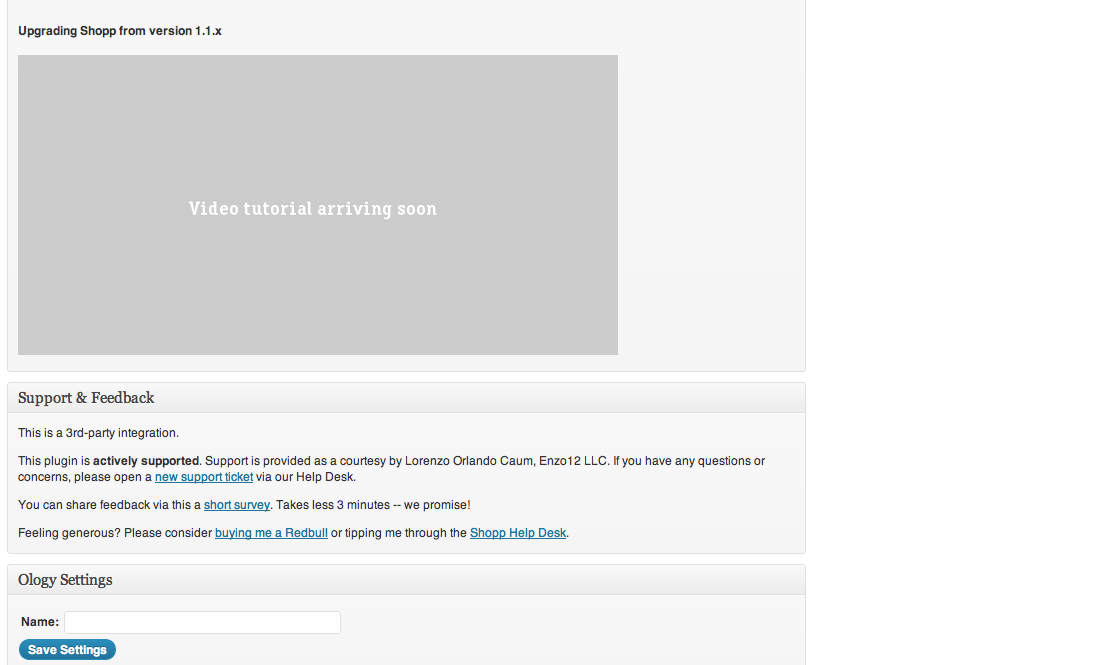 Upgrading Shopp from version 1.1.x
Video tutorial arriving soon
Support & Feedback
This is a 3rd-party integration.
This plugin is actively supported. Support is provided as a courtesy by Lorenzo Orlando Caum, Enzo12 LLC. If you have any questions or
concerns, please open a new support ticket via our Help Desk.
You can share feedback via this a short survey. Takes less 3 minutes -- we promise!
Feeling generous? Please consider buying me a Redbull or tipping me through the Shopp Help Desk.
Ology Settings
Name:
Save Settings